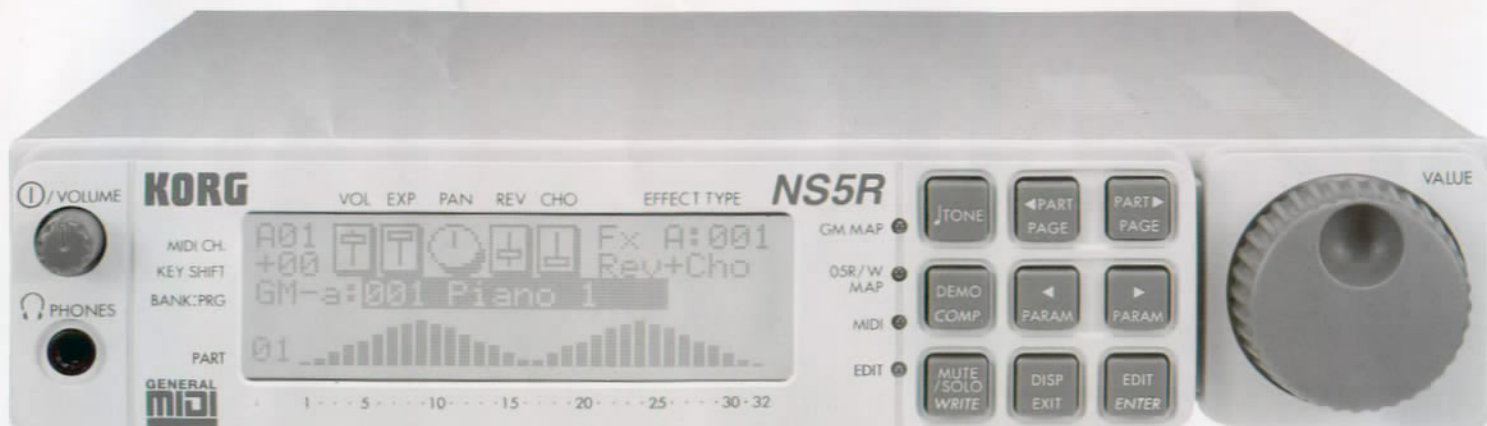 ⏼/VOLUME
PHONES
KORG
VOL EXP PAN REV CHO EFFECT TYPE
NS5R
MIDI CH.
KEY SHIFT
BANK:PRG
PART
A01 Fx A:001
+00 Rev+Cho
GM-a:001 Piano 1
01
GENERAL
MIDI
1 - - - 5 - - - - 10 - - - - 15 - - - - 20 - - - - 25 - - - - 30 - 32
GM MAP
05R/W
MAP
MIDI
EDIT
♩TONE
◀PART
PAGE
PART▶
PAGE
DEMO
COMP
◀
PARAM
▶
PARAM
MUTE
/SOLO
WRITE
DISP
EXIT
EDIT
ENTER
VALUE